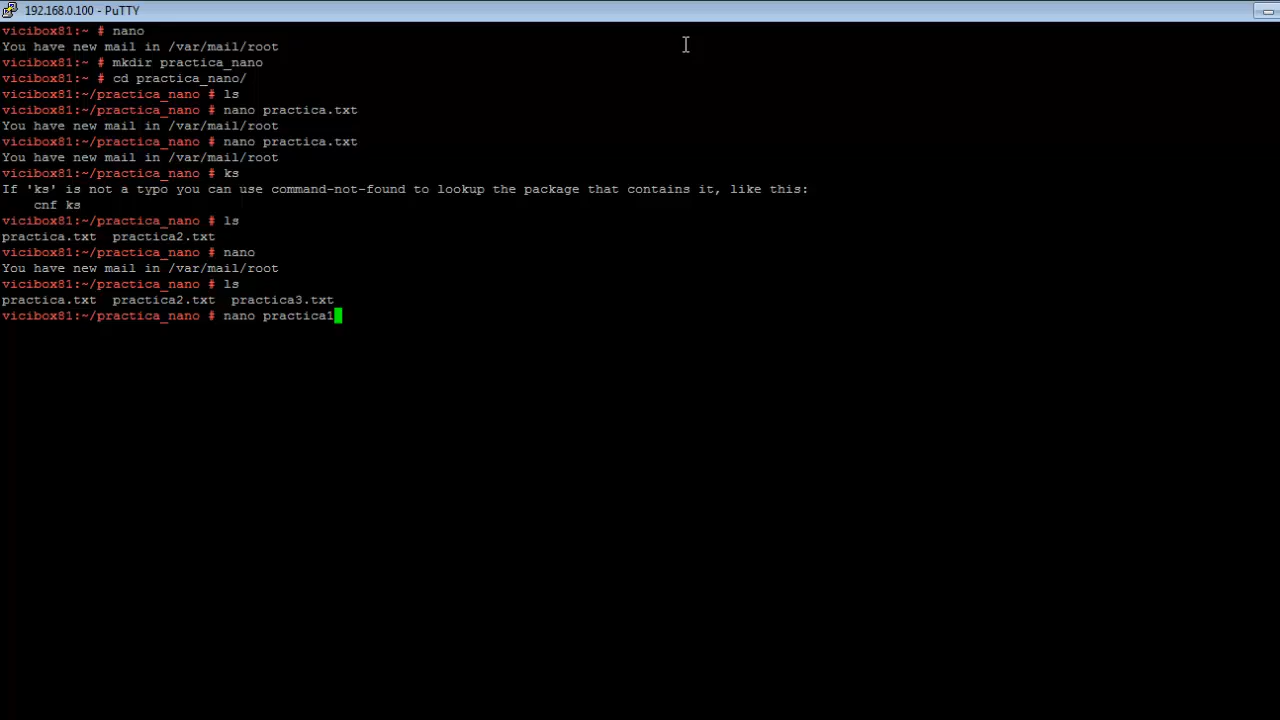 192.168.0.100 - PuTTY
vicibox81:~ # nano
You have new mail in /var/mail/root
vicibox81:~ # mkdir practica_nano
vicibox81:~ # cd practica_nano/
vicibox81:~/practica_nano # ls
vicibox81:~/practica_nano # nano practica.txt
You have new mail in /var/mail/root
vicibox81:~/practica_nano # nano practica.txt
You have new mail in /var/mail/root
vicibox81:~/practica_nano # ks
If 'ks' is not a typo you can use command-not-found to lookup the package that contains it, like this:
    cnf ks
vicibox81:~/practica_nano # ls
practica.txt  practica2.txt
vicibox81:~/practica_nano # nano
You have new mail in /var/mail/root
vicibox81:~/practica_nano # ls
practica.txt  practica2.txt  practica3.txt
vicibox81:~/practica_nano # nano practica1